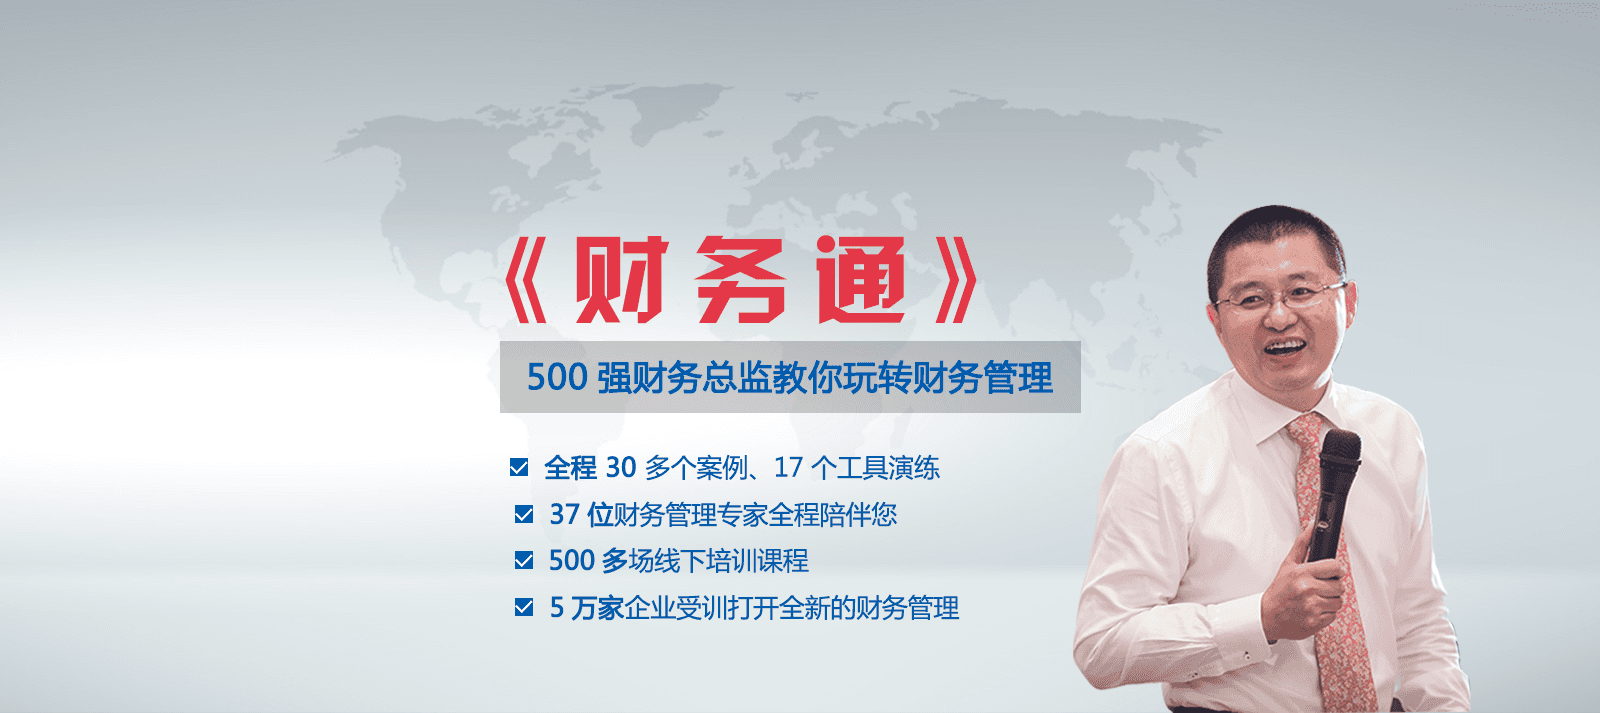 《财务通》
500 强财务总监教你玩转财务管理
全程 30 多个案例、17 个工具演练
37 位财务管理专家全程陪伴您
500 多场线下培训课程
5 万家企业受训打开全新的财务管理